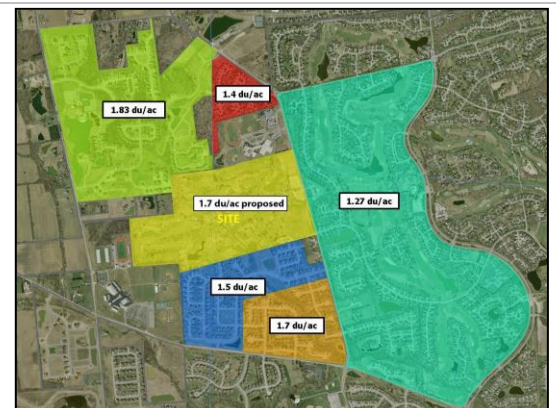 1.4 du/ac
1.83 du/ac
1.7 du/ac proposed
SITE
1.27 du/ac
1.5 du/ac
1.7 du/ac